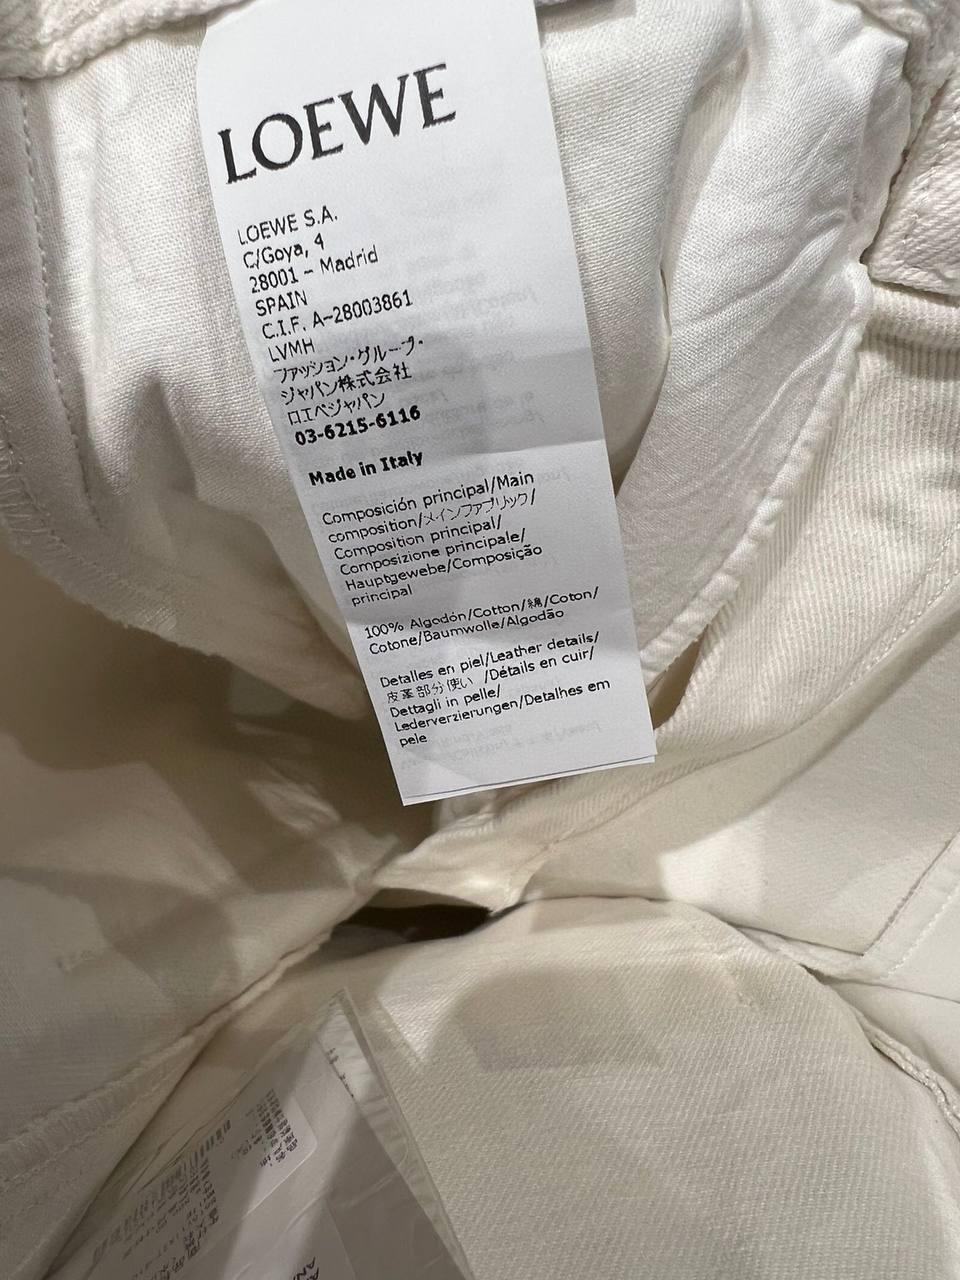 LOEWE
LOEWE S.A.
C/Goya, 4
28001 - Madrid
SPAIN
C.I.F. A-28003861
LVMH
ファッション・グループ・
ジャパン株式会社
ロエベジャパン
03-6215-6116
Made in Italy
Composición principal/Main
composition/メインファブリック/
Composition principal/
Composizione principale/
Hauptgewebe/Composição
principal
100% Algodón/Cotton/綿/Coton/
Cotone/Baumwolle/Algodão
Detalles en piel/Leather details/
皮革部分使い /Détails en cuir/
Dettagli in pelle/
Lederverzierungen/Detalhes em
pele